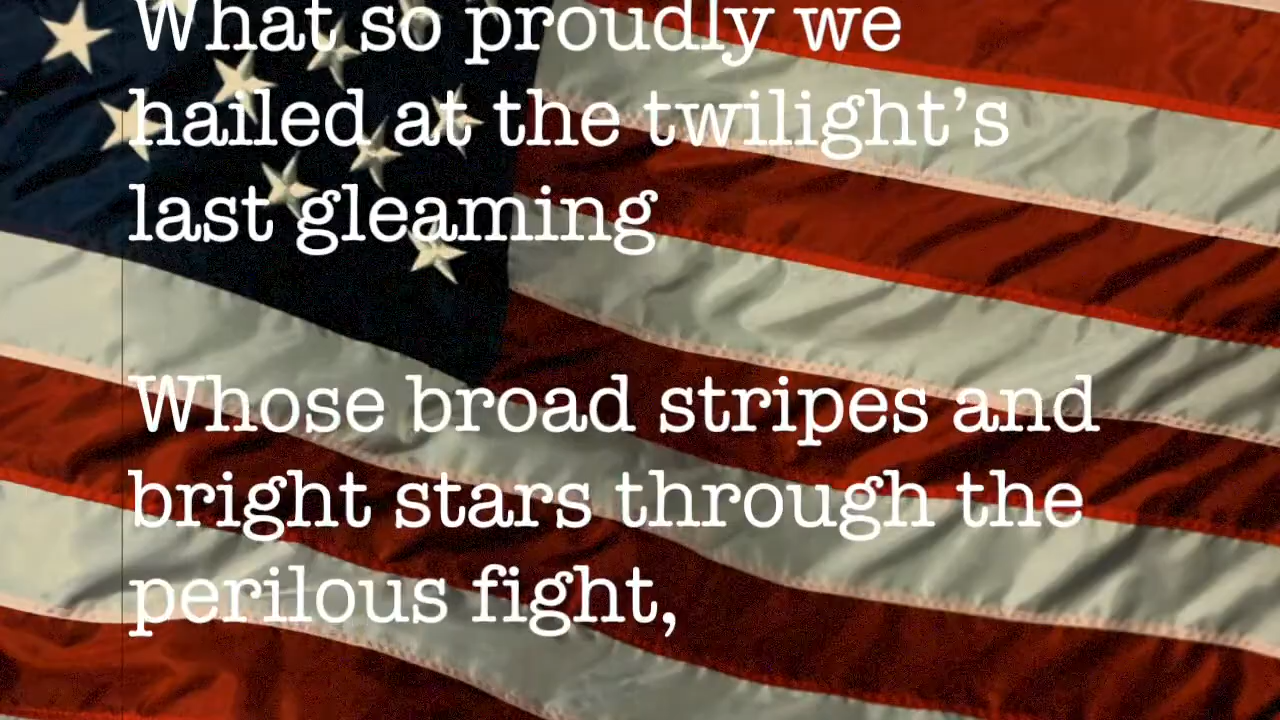 What so proudly we
hailed at the twilight’s
last gleaming
Whose broad stripes and
bright stars through the
perilous fight,